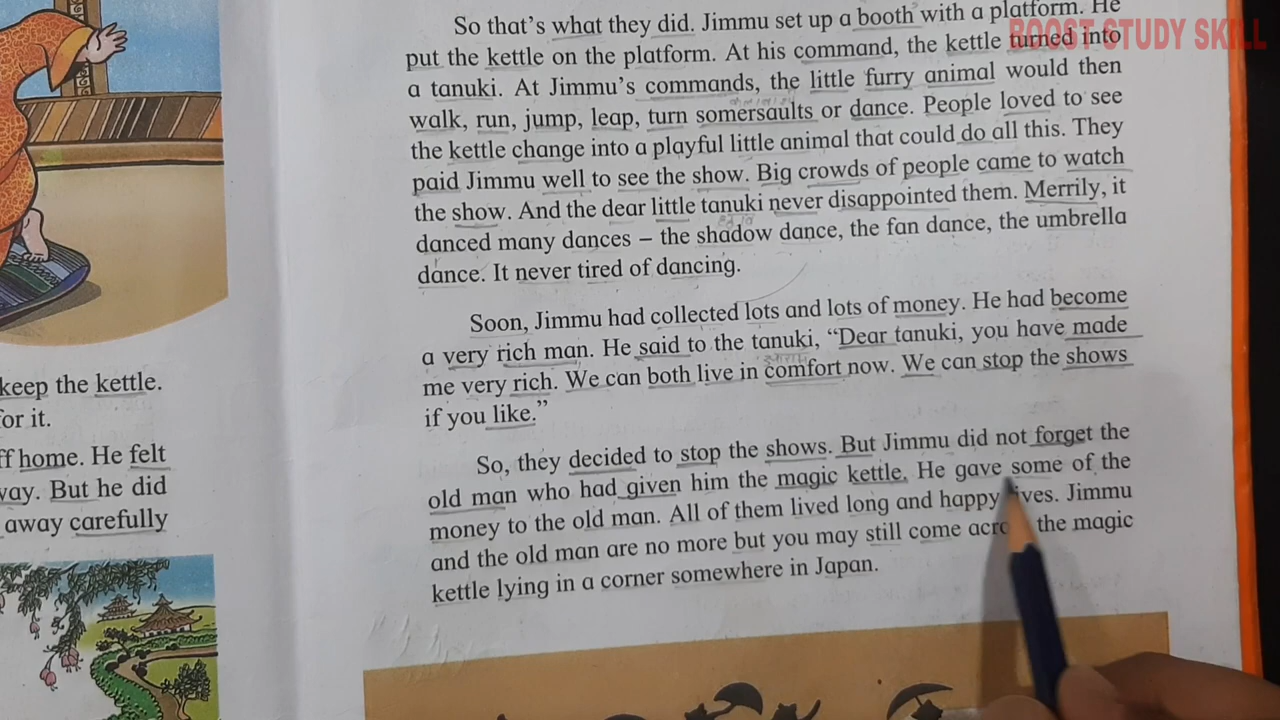 So that's what they did. Jimmu set up a booth with a platform. He
put the kettle on the platform. At his command, the kettle turned into
a tanuki. At Jimmu's commands, the little furry animal would then
walk, run, jump, leap, turn somersaults or dance. People loved to see
the kettle change into a playful little animal that could do all this. They
paid Jimmu well to see the show. Big crowds of people came to watch
the show. And the dear little tanuki never disappointed them. Merrily, it
danced many dances – the shadow dance, the fan dance, the umbrella
dance. It never tired of dancing.
Soon, Jimmu had collected lots and lots of money. He had become
a very rich man. He said to the tanuki, “Dear tanuki, you have made
me very rich. We can both live in comfort now. We can stop the shows
if you like.”
So, they decided to stop the shows. But Jimmu did not forget the
old man who had given him the magic kettle. He gave some of the
money to the old man. All of them lived long and happy lives. Jimmu
and the old man are no more but you may still come across the magic
kettle lying in a corner somewhere in Japan.
keep the kettle.
for it.
home. He felt
But he did
away carefully
BOOST STUDY SKILL